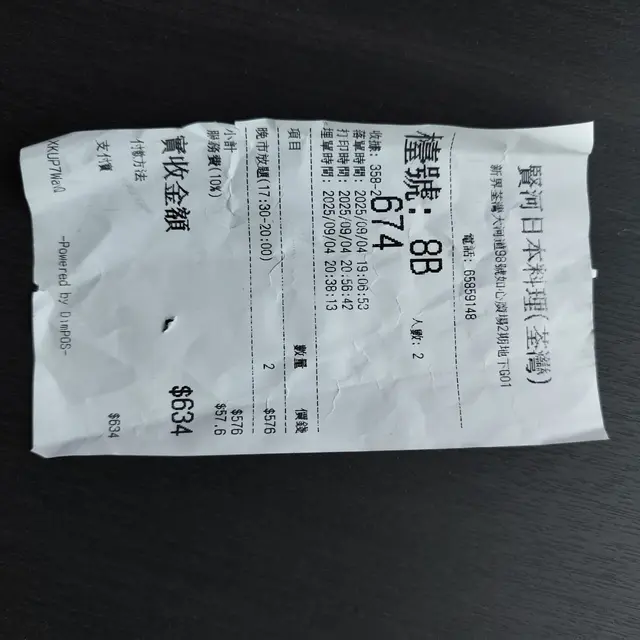 賢河日本料理(荃灣)
新界荃灣大河道98號如心廣場2期地下G01
電話: 65859148
檯號: 8B
人數: 2
674
收據: 358-2
落單時間: 2025/09/04 19:06:53
打印時間: 2025/09/04 20:56:42
埋單時間: 2025/09/04 20:38:13
項目 數量 價錢
晚市放題(17:30-20:00) 2 $576
小計 $576
服務費(10%) $57.6
實收金額 $634
付款方法
支付寶 $634
-Powered by DimPOS-